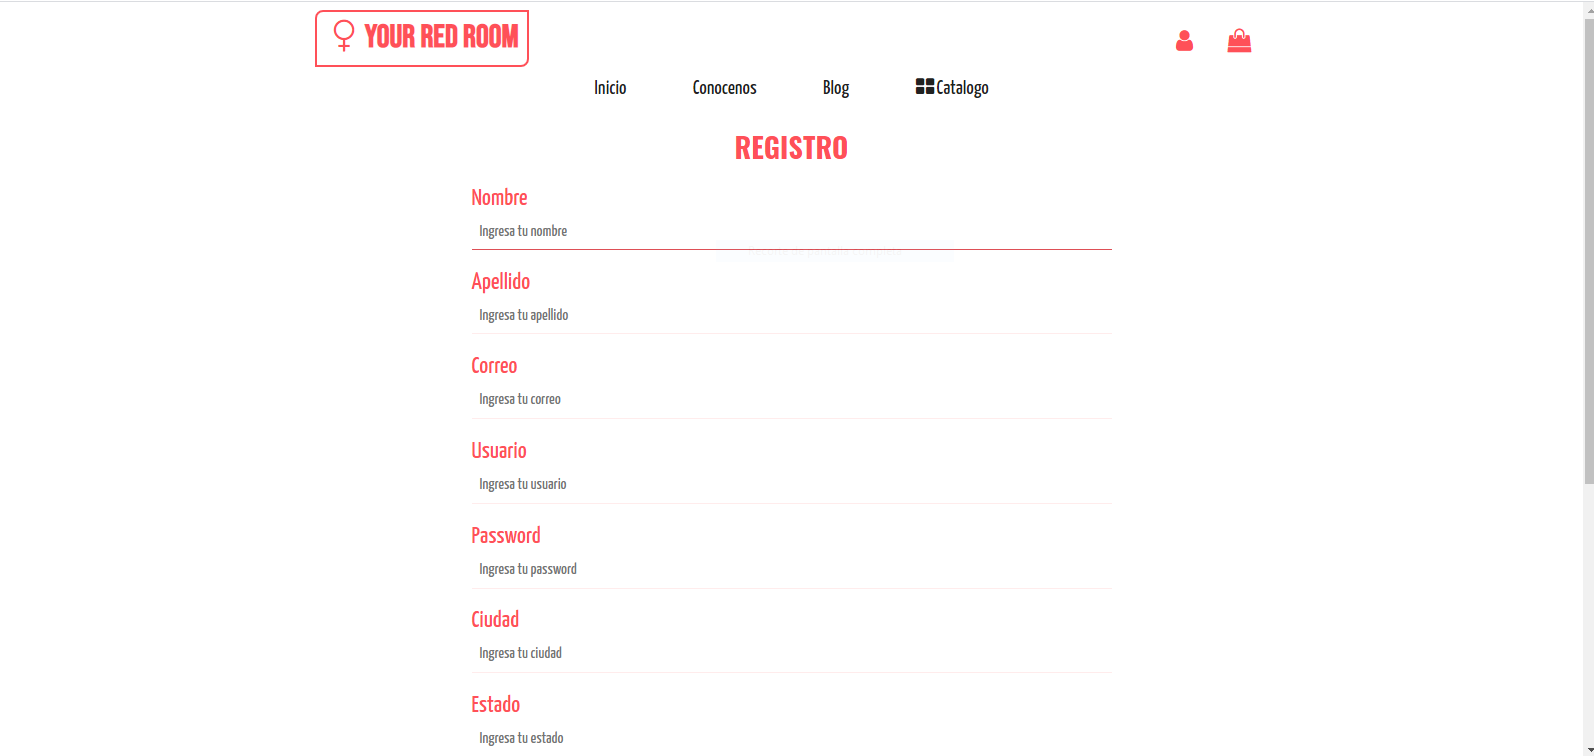 YOUR RED ROOM
Inicio Conocenos Blog Catalogo
REGISTRO
Nombre
Ingresa tu nombre
Apellido
Ingresa tu apellido
Correo
Ingresa tu correo
Usuario
Ingresa tu usuario
Password
Ingresa tu password
Ciudad
Ingresa tu ciudad
Estado
Ingresa tu estado